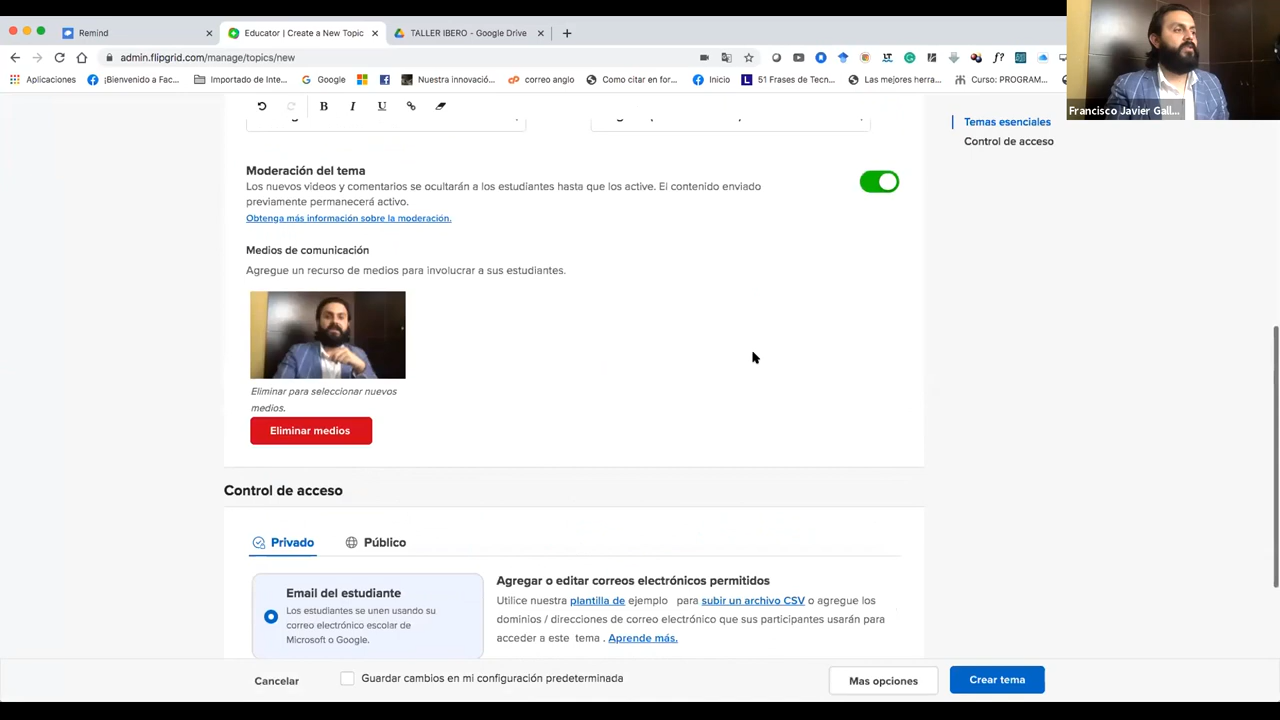 Remind
Educator | Create a New Topic
TALLER IBERO - Google Drive
admin.flipgrid.com/manage/topics/new
Aplicaciones
¡Bienvenido a Fac...
Importado de Inte...
Google
Nuestra innovació...
correo anglo
Como citar en for...
Inicio
51 Frases de Tecn...
Las mejores herra...
Curso: PROGRAM...
Francisco Javier Gall...
Temas esenciales
Control de acceso
Moderación del tema
Los nuevos videos y comentarios se ocultarán a los estudiantes hasta que los active. El contenido enviado
previamente permanecerá activo.
Obtenga más información sobre la moderación.
Medios de comunicación
Agregue un recurso de medios para involucrar a sus estudiantes.
Eliminar para seleccionar nuevos
medios.
Eliminar medios
Control de acceso
Privado
Público
Email del estudiante
Los estudiantes se unen usando su
correo electrónico escolar de
Microsoft o Google.
Agregar o editar correos electrónicos permitidos
Utilice nuestra plantilla de ejemplo para subir un archivo CSV o agregue los
dominios / direcciones de correo electrónico que sus participantes usarán para
acceder a este tema . Aprende más.
Cancelar
Guardar cambios en mi configuración predeterminada
Mas opciones
Crear tema